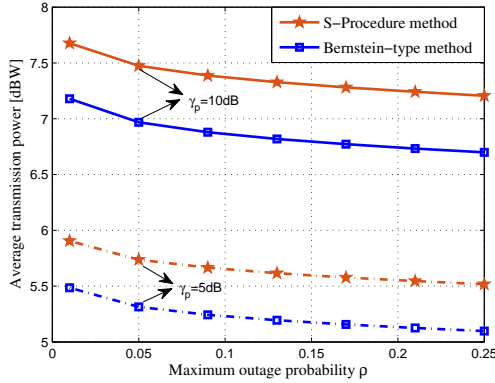 8
7.5
7
6.5
6
5.5
5
Average transmission power [dBW]
S-Procedure method
Bernstein-type method
γp=10dB
γp=5dB
0 0.05 0.1 0.15 0.2 0.25
Maximum outage probability ρ